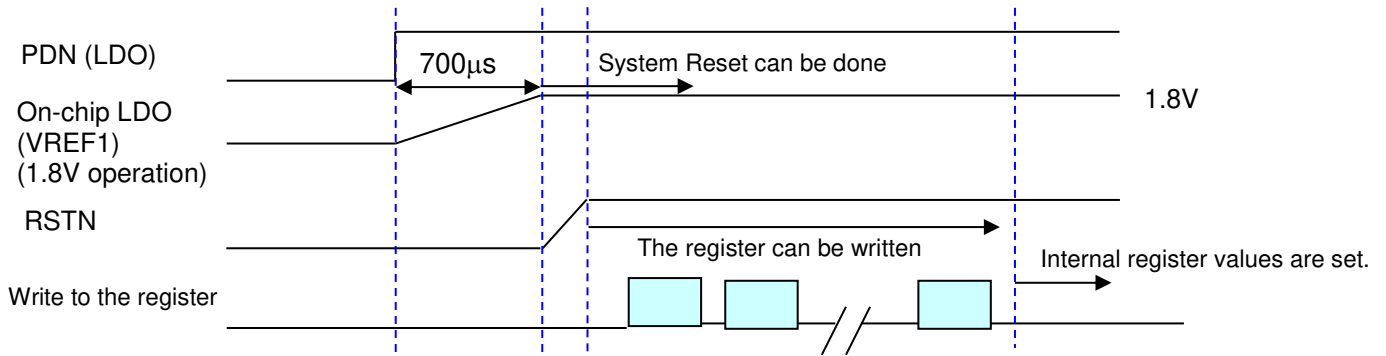 PDN (LDO)
700μs
System Reset can be done
On-chip LDO
(VREF1)
(1.8V operation)
1.8V
RSTN
The register can be written
Internal register values are set.
Write to the register